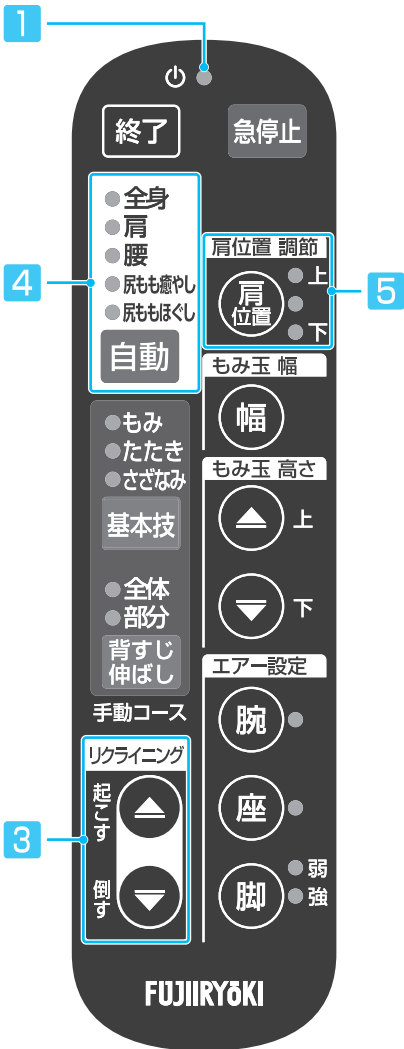 1
終了
急停止
4
全身
肩
腰
尻もも癒やし
尻ももほぐし
自動
肩位置 調節
5
肩
位置
上
下
もみ玉 幅
幅
もみ
たたき
さざなみ
基本技
もみ玉 高さ
上
下
全体
部分
背すじ
伸ばし
手動コース
エアー設定
腕
座
脚
弱
強
3
リクライニング
起こす
倒す
FUJIIRYOKI